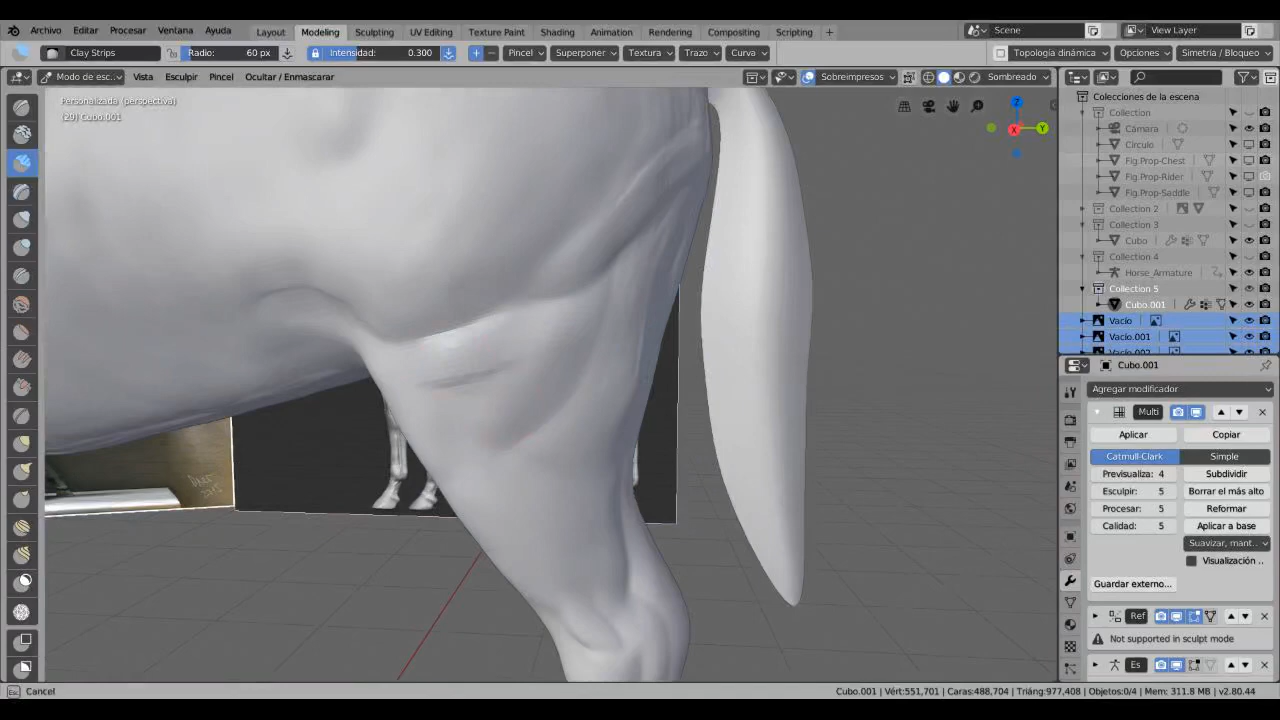 Archivo Editar Procesar Ventana Ayuda Layout Modeling Sculpting UV Editing Texture Paint Shading Animation Rendering Compositing Scripting + Scene View Layer
Clay Strips Radio: 60 px Intensidad: 0.300 Pincel Superponer Textura Trazo Curva Topología dinámica Opciones Simetría / Bloqueo
Modo de esc... Vista Esculpir Pincel Ocultar / Enmascarar Sobreimpresos Sombreado
Personalizada (perspectiva)
(29) Cubo.001
Z
X
Y
Colecciones de la escena
Collection
Cámara
Círculo
Fig.Prop-Chest
Fig.Prop-Rider
Fig.Prop-Saddle
Collection 2
Collection 3
Cubo
Collection 4
Horse_Armature
Collection 5
Cubo.001
Vacío
Vacío.001
Vacío.002
Cubo.001
Agregar modificador
Multi
Aplicar Copiar
Catmull-Clark Simple
Previsualiza: 4 Subdividir
Esculpir: 5 Borrar el más alto
Procesar: 5 Reformar
Calidad: 5 Aplicar a base
Suavizar, mant..
Visualización ..
Guardar externo...
Ref
Not supported in sculpt mode
Es
Esc Cancel
Cubo.001 | Vért:551,701 | Caras:488,704 | Triáng:977,408 | Objetos:0/4 | Mem: 311.8 MB | v2.80.44